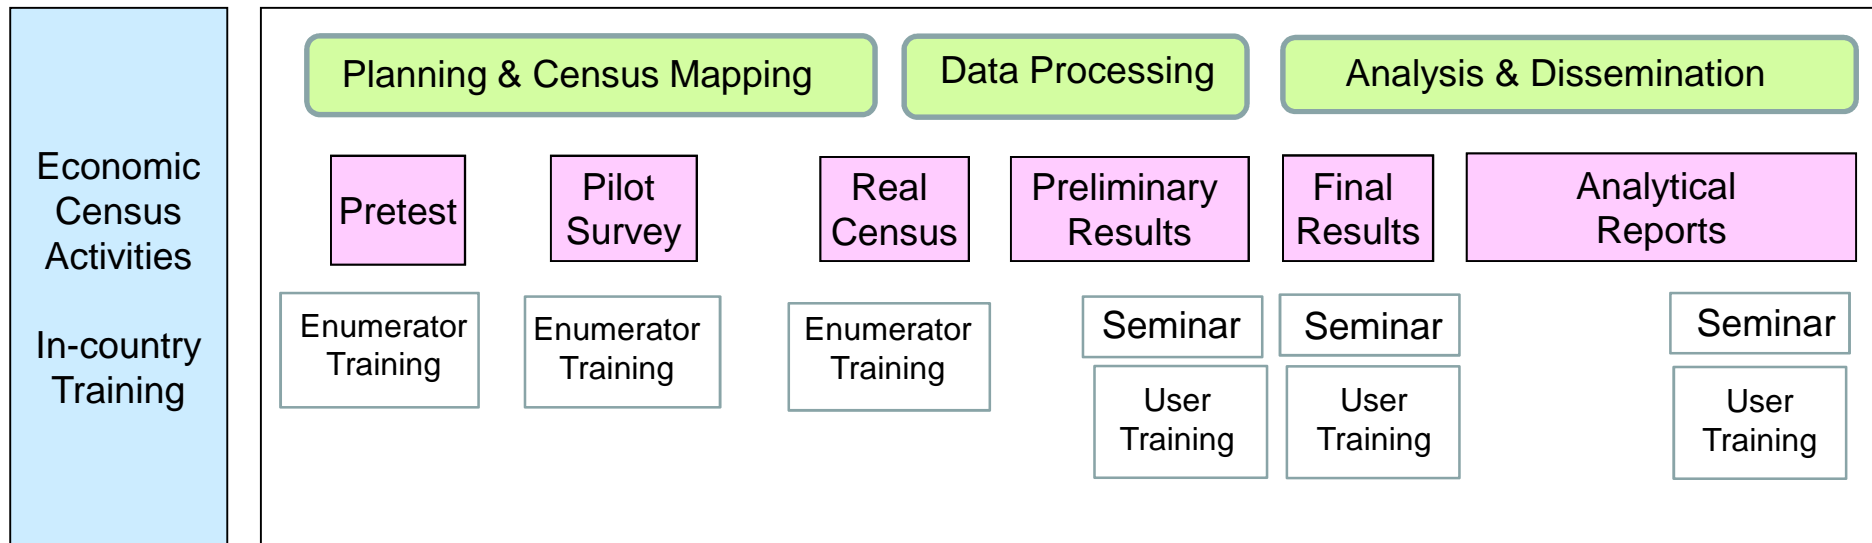 Economic
Census
Activities
In-country
Training
Planning & Census Mapping
Data Processing
Analysis & Dissemination
Pretest
Pilot
Survey
Real
Census
Preliminary
Results
Final
Results
Analytical
Reports
Enumerator
Training
Enumerator
Training
Enumerator
Training
Seminar
User
Training
Seminar
User
Training
Seminar
User
Training